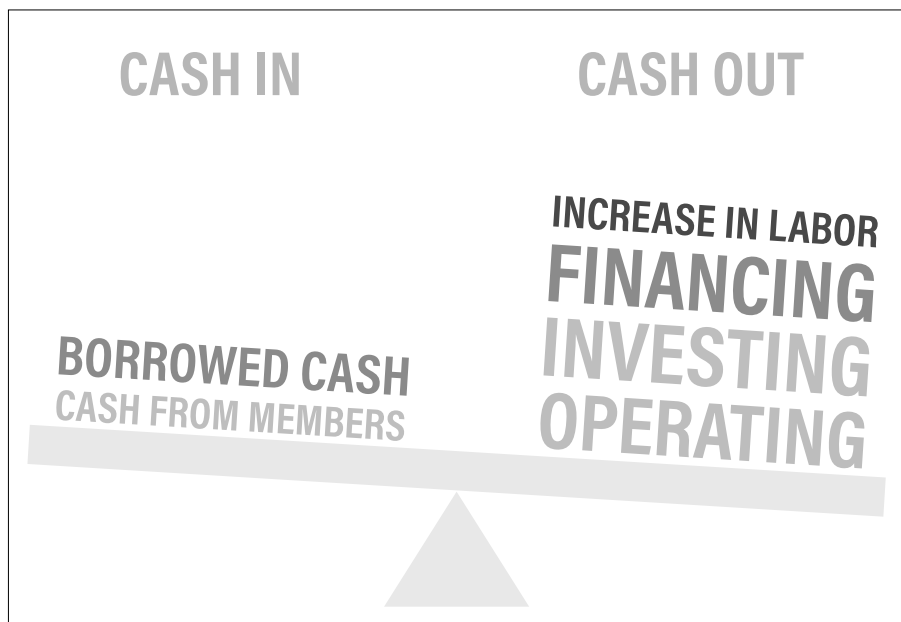 CASH IN
CASH OUT
BORROWED CASH
CASH FROM MEMBERS
INCREASE IN LABOR
FINANCING
INVESTING
OPERATING